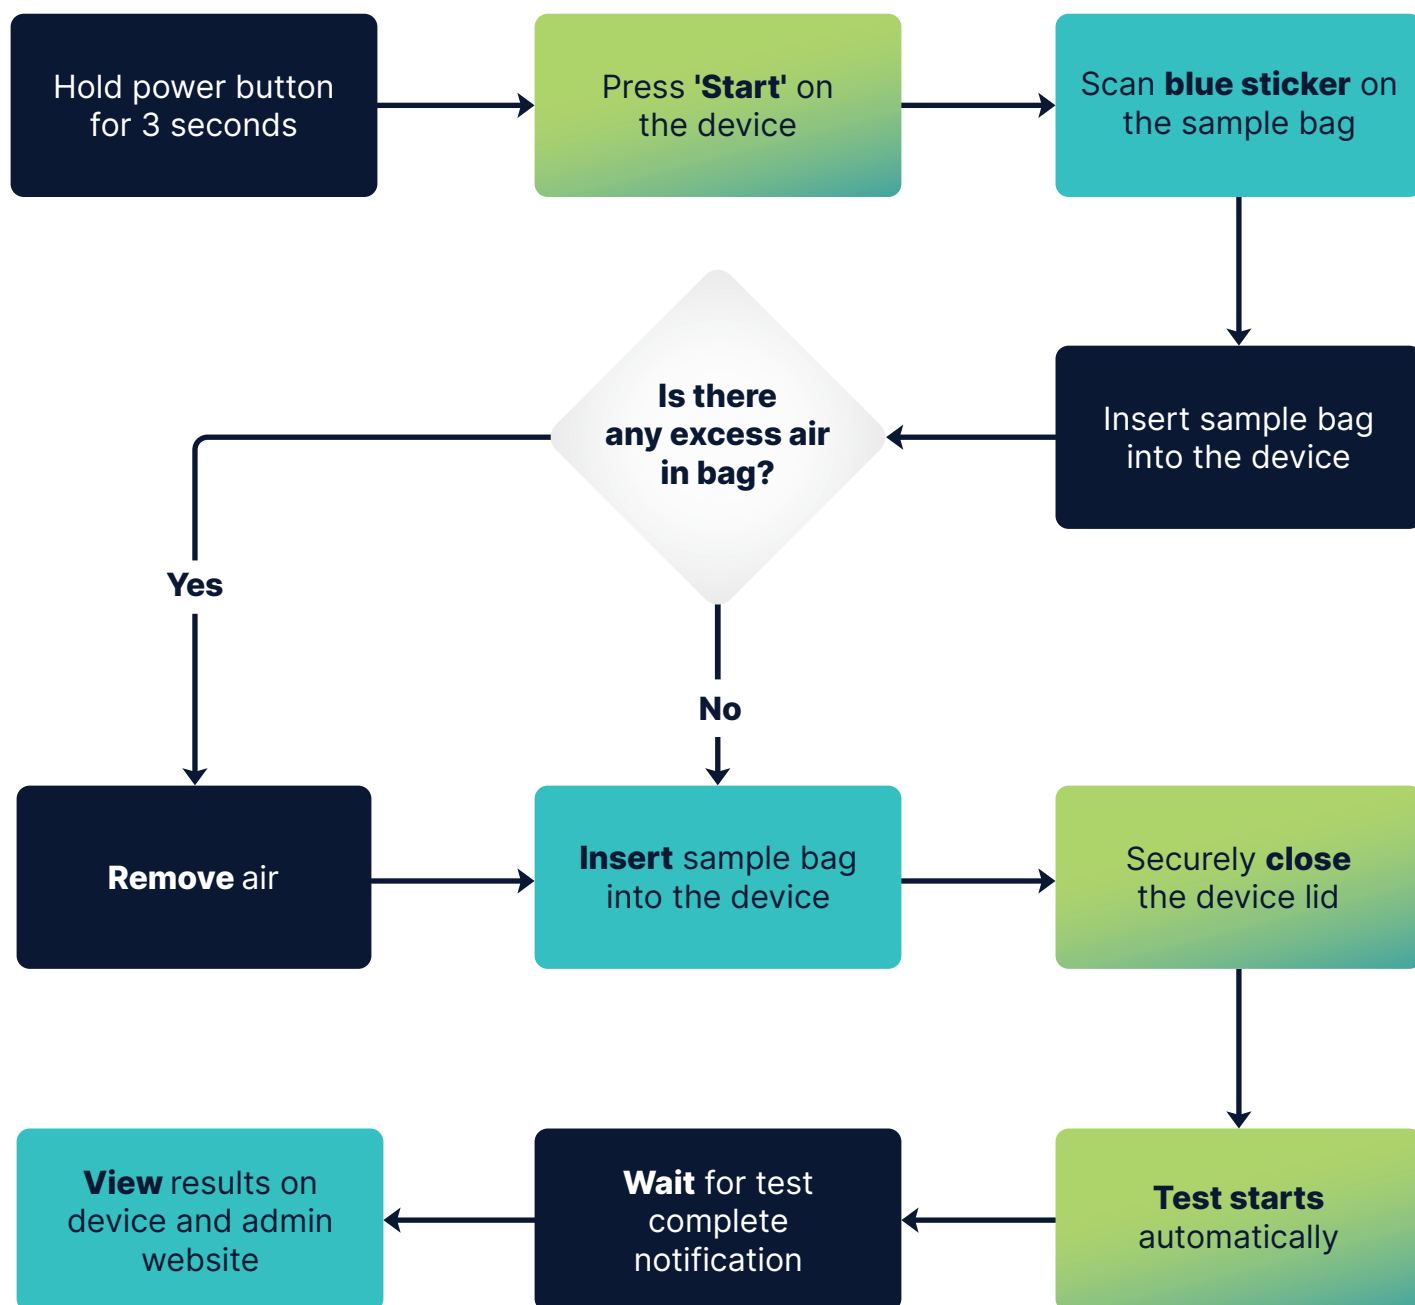 Hold power button
for 3 seconds
Press 'Start' on
the device
Scan blue sticker on
the sample bag
Insert sample bag
into the device
Is there
any excess air
in bag?
Yes
No
Remove air
Insert sample bag
into the device
Securely close
the device lid
Test starts
automatically
Wait for test
complete
notification
View results on
device and admin
website